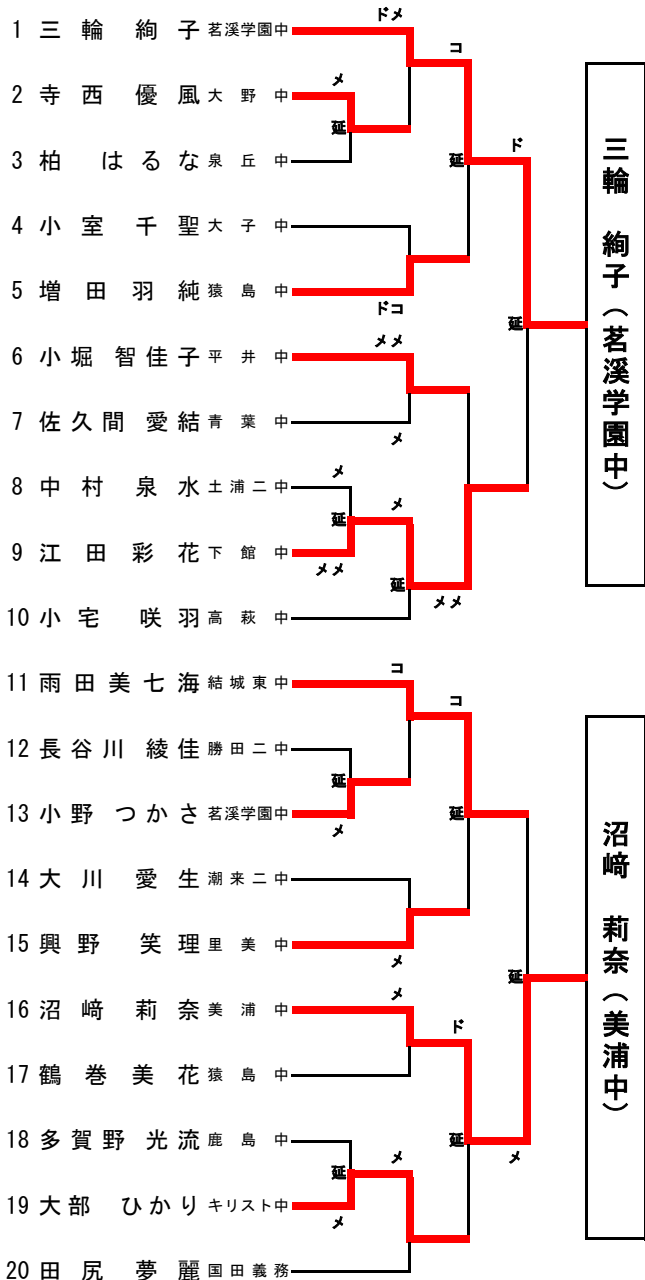 ドメ
1 三輪 絢子 茗溪学園中
コ
メ
2 寺西 優風 大野中
延
ド
3 柏 はるな 泉丘中
延
4 小室 千聖 大子中
5 増田 羽純 猿島中
ドコ
延
メメ
6 小堀 智佳子 平井中
7 佐久間 愛結 青葉中
メ
メ
8 中村 泉水 土浦二中
メ
延
9 江田 彩花 下館中
メメ
延
メメ
10 小宅 咲羽 高萩中
三輪 絢子(茗溪学園中)
コ
11 雨田 美七海 結城東中
コ
12 長谷川 綾佳 勝田二中
延
13 小野 つかさ 茗溪学園中
延
メ
14 大川 愛生 潮来二中
15 興野 笑理 里美中
メ
延
メ
16 沼﨑 莉奈 美浦中
ド
17 鶴巻 美花 猿島中
18 多賀野 光流 鹿島中
延
メ
メ
延
19 大部 ひかり キリスト中
メ
20 田尻 夢麗 国田義務
沼﨑 莉奈(美浦中)